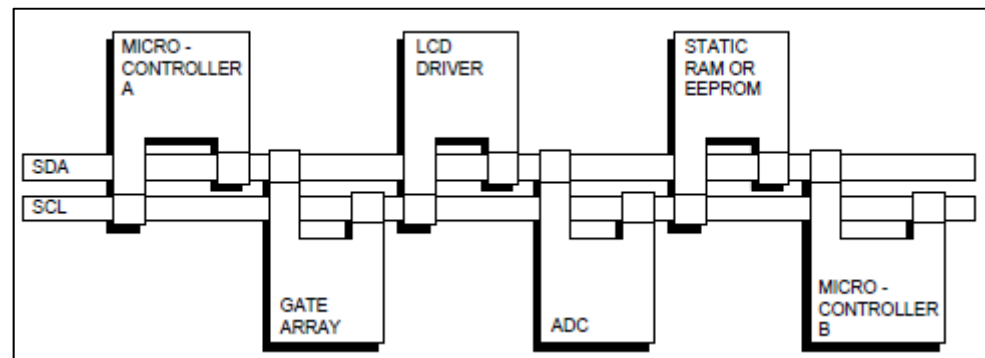 MICRO -
CONTROLLER
A
LCD
DRIVER
STATIC
RAM OR
EEPROM
SDA
SCL
GATE
ARRAY
ADC
MICRO -
CONTROLLER
B